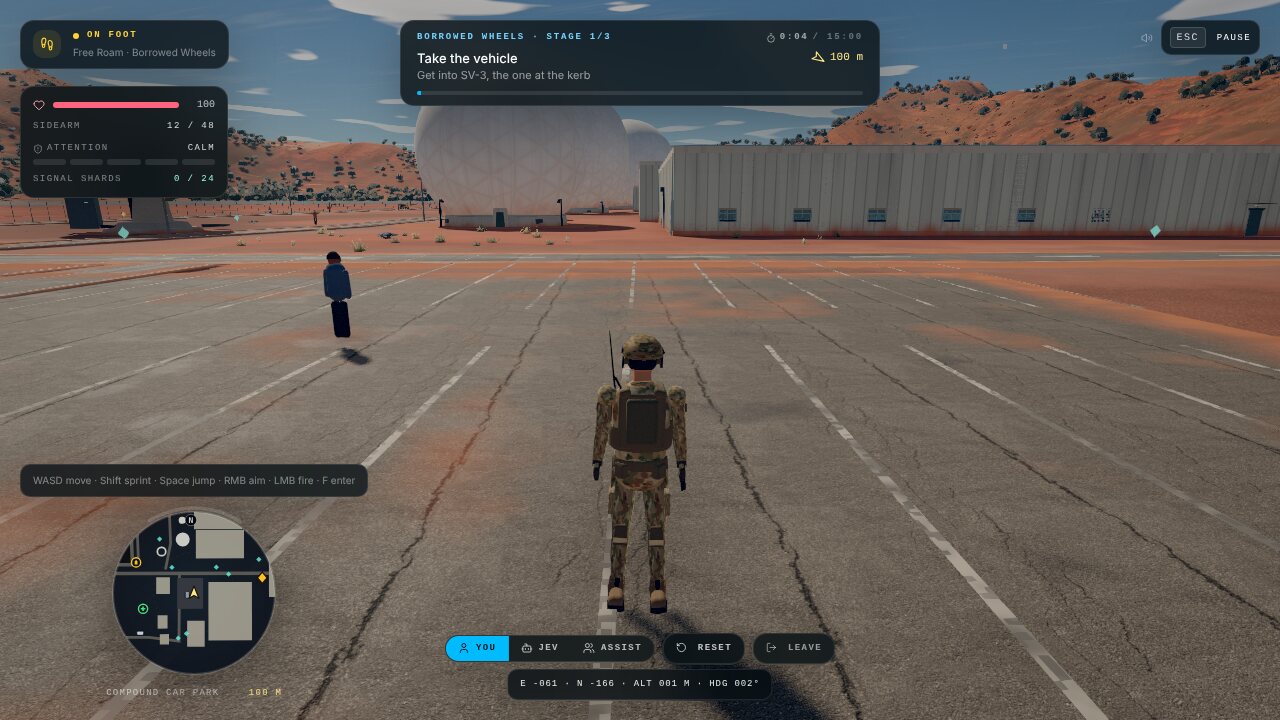 ON FOOT
Free Roam · Borrowed Wheels
100
SIDEARM 12 / 48
ATTENTION CALM
SIGNAL SHARDS 0 / 24
BORROWED WHEELS · STAGE 1/3 0:04 / 15:00
Take the vehicle 100 m
Get into SV-3, the one at the kerb
ESC PAUSE
WASD move · Shift sprint · Space jump · RMB aim · LMB fire · F enter
N
COMPOUND CAR PARK 100 M
YOU JEV ASSIST RESET LEAVE
E -061 · N -166 · ALT 001 M · HDG 002°